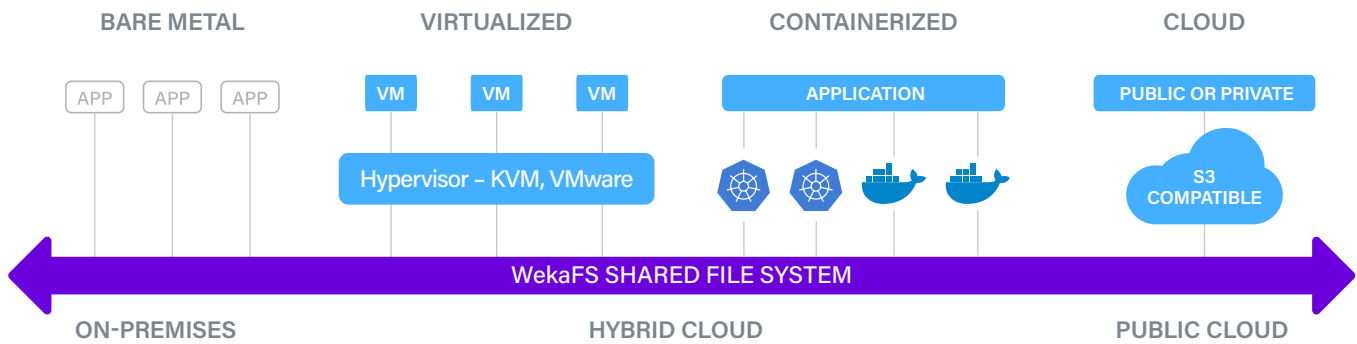 BARE METAL
VIRTUALIZED
CONTAINERIZED
CLOUD
APP
APP
APP
VM
VM
VM
APPLICATION
PUBLIC OR PRIVATE
Hypervisor – KVM, VMware
S3
COMPATIBLE
WekaFS SHARED FILE SYSTEM
ON-PREMISES
HYBRID CLOUD
PUBLIC CLOUD